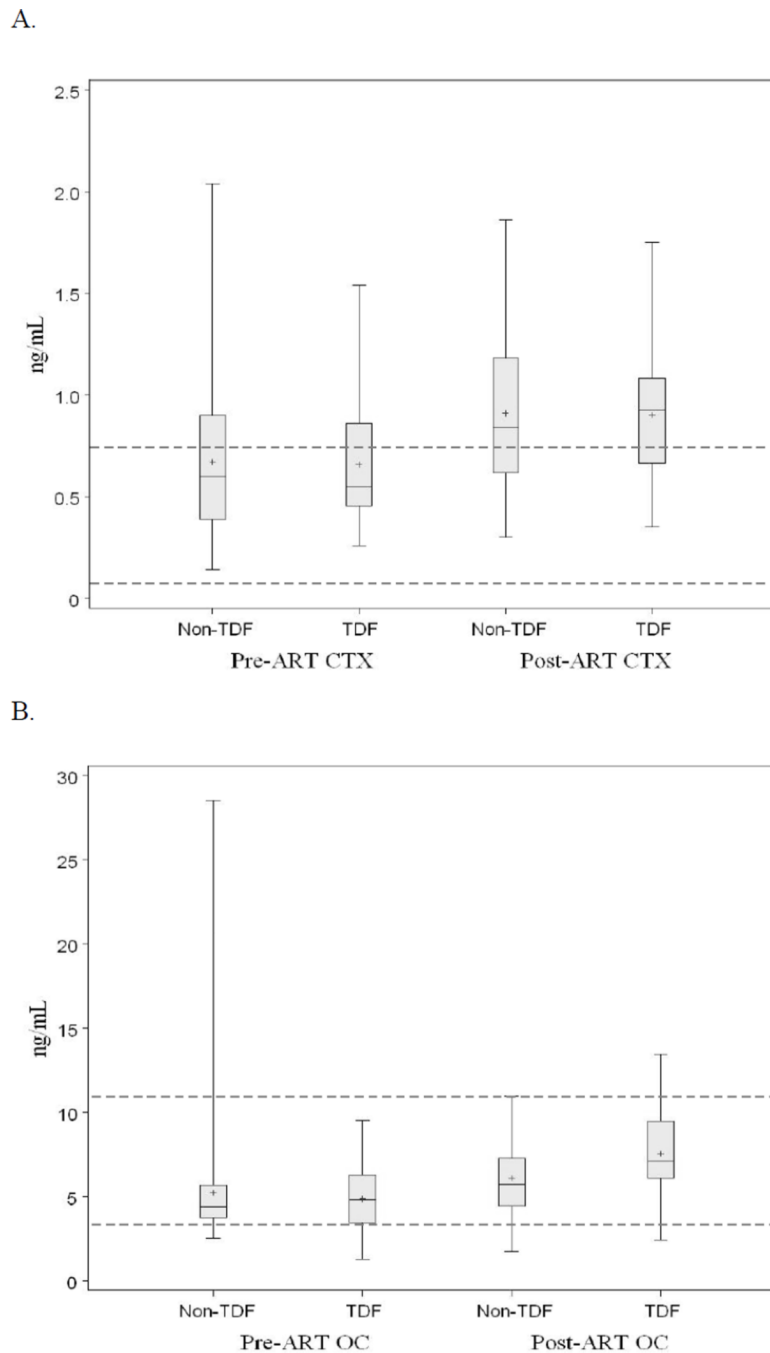 A.
2.5
2.0
1.5
1.0
0.5
0
ng/mL
Non-TDF TDF Non-TDF TDF
Pre-ART CTX Post-ART CTX
B.
30
25
20
15
10
5
0
ng/mL
Non-TDF TDF Non-TDF TDF
Pre-ART OC Post-ART OC